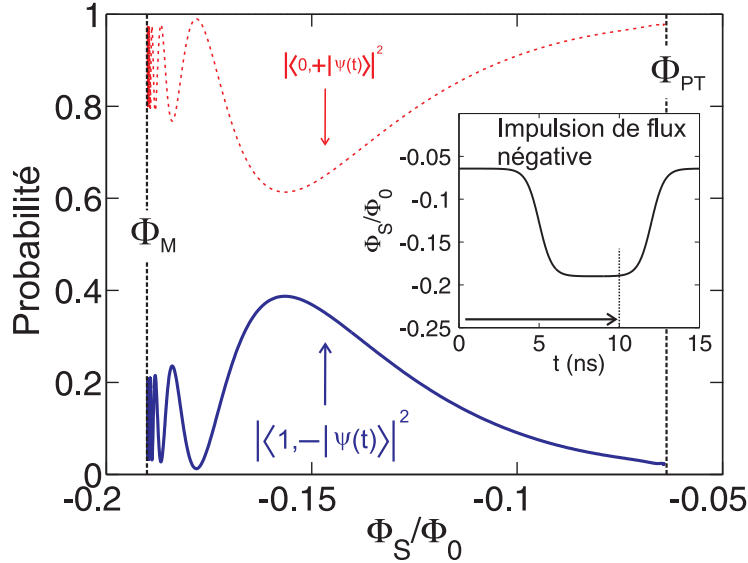 1
0.8
0.6
0.4
0.2
0
Probabilité
|⟨0,+|ψ(t)⟩|²
Φ_PT
Φ_M
|⟨1,−|ψ(t)⟩|²
-0.2
-0.15
-0.1
-0.05
Φ_S/Φ_0
Impulsion de flux
négative
-0.05
-0.1
-0.15
-0.2
-0.25
Φ_S/Φ_0
0
5
10
15
t (ns)